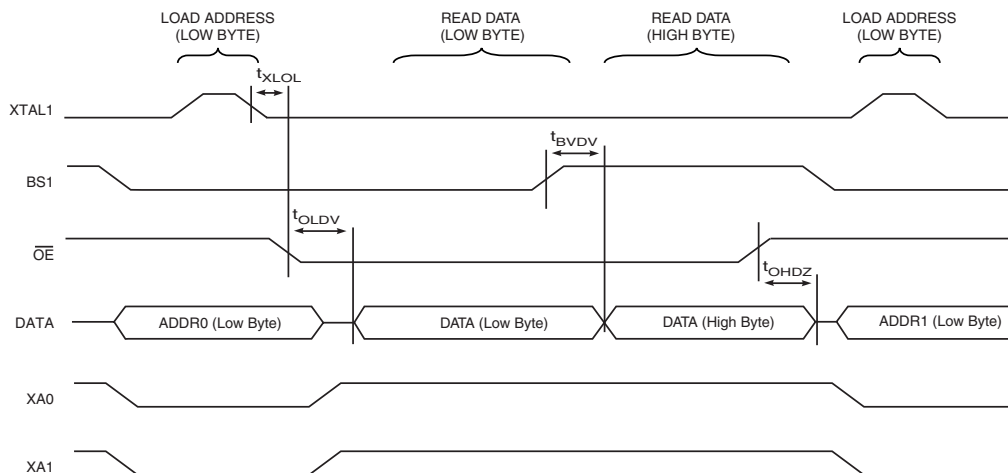 LOAD ADDRESS
(LOW BYTE)
READ DATA
(LOW BYTE)
READ DATA
(HIGH BYTE)
LOAD ADDRESS
(LOW BYTE)
tXLOL
XTAL1
tBVDV
BS1
tOLDV
OE
tOHDZ
DATA
ADDR0 (Low Byte)
DATA (Low Byte)
DATA (High Byte)
ADDR1 (Low Byte)
XA0
XA1